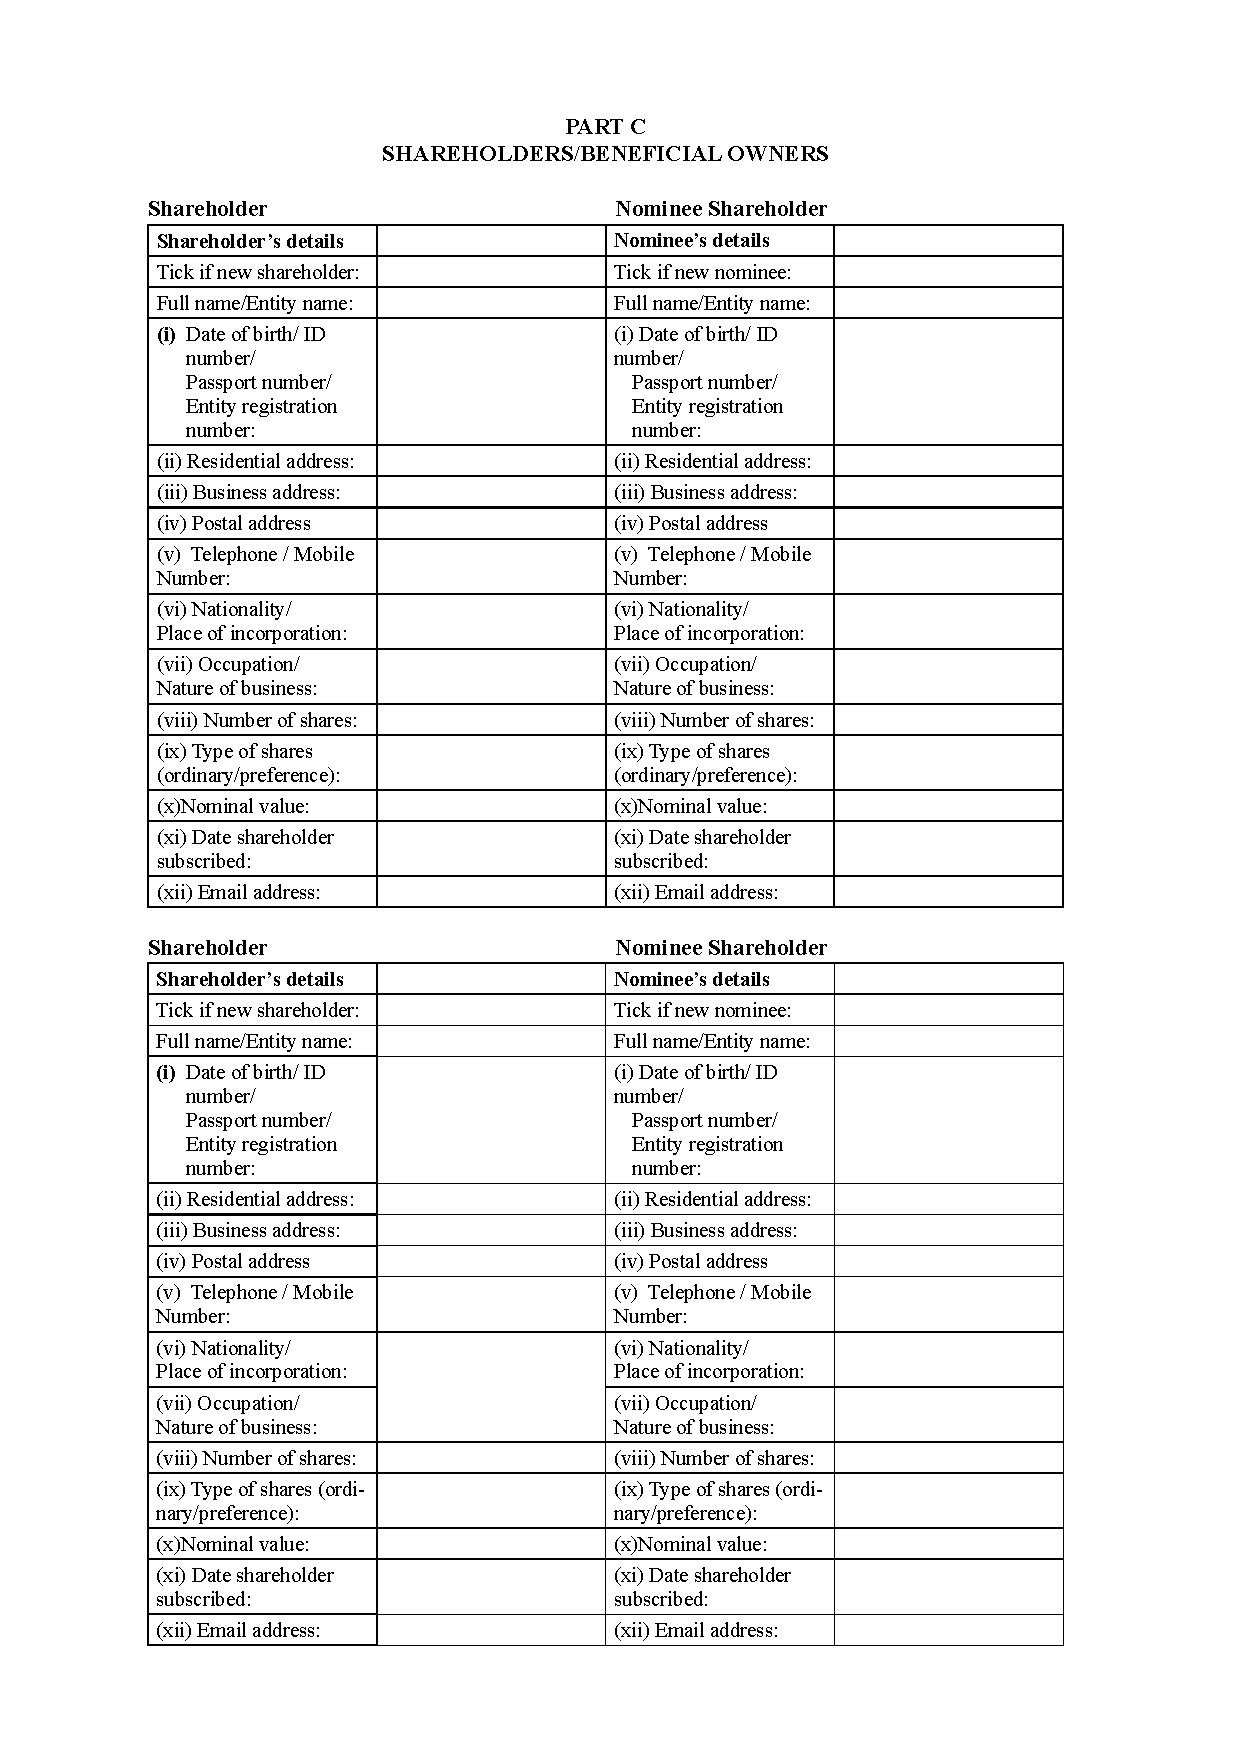 PART C
SHAREHOLDERS/BENEFICIAL OWNERS
Shareholder
Nominee Shareholder
Shareholder’s details
Nominee’s details
Tick if new shareholder:
Tick if new nominee:
Full name/Entity name:
Full name/Entity name:
(i) Date of birth/ ID
number/
Passport number/
Entity registration
number:
(i) Date of birth/ ID
number/
Passport number/
Entity registration
number:
(ii) Residential address:
(ii) Residential address:
(iii) Business address:
(iii) Business address:
(iv) Postal address
(iv) Postal address
(v) Telephone / Mobile
Number:
(v) Telephone / Mobile
Number:
(vi) Nationality/
Place of incorporation:
(vi) Nationality/
Place of incorporation:
(vii) Occupation/
Nature of business:
(vii) Occupation/
Nature of business:
(viii) Number of shares:
(viii) Number of shares:
(ix) Type of shares
(ordinary/preference):
(ix) Type of shares
(ordinary/preference):
(x)Nominal value:
(x)Nominal value:
(xi) Date shareholder
subscribed:
(xi) Date shareholder
subscribed:
(xii) Email address:
(xii) Email address:
Shareholder
Nominee Shareholder
Shareholder’s details
Nominee’s details
Tick if new shareholder:
Tick if new nominee:
Full name/Entity name:
Full name/Entity name:
(i) Date of birth/ ID
number/
Passport number/
Entity registration
number:
(i) Date of birth/ ID
number/
Passport number/
Entity registration
number:
(ii) Residential address:
(ii) Residential address:
(iii) Business address:
(iii) Business address:
(iv) Postal address
(iv) Postal address
(v) Telephone / Mobile
Number:
(v) Telephone / Mobile
Number:
(vi) Nationality/
Place of incorporation:
(vi) Nationality/
Place of incorporation:
(vii) Occupation/
Nature of business:
(vii) Occupation/
Nature of business:
(viii) Number of shares:
(viii) Number of shares:
(ix) Type of shares (ordi-
nary/preference):
(ix) Type of shares (ordi-
nary/preference):
(x)Nominal value:
(x)Nominal value:
(xi) Date shareholder
subscribed:
(xi) Date shareholder
subscribed:
(xii) Email address:
(xii) Email address: